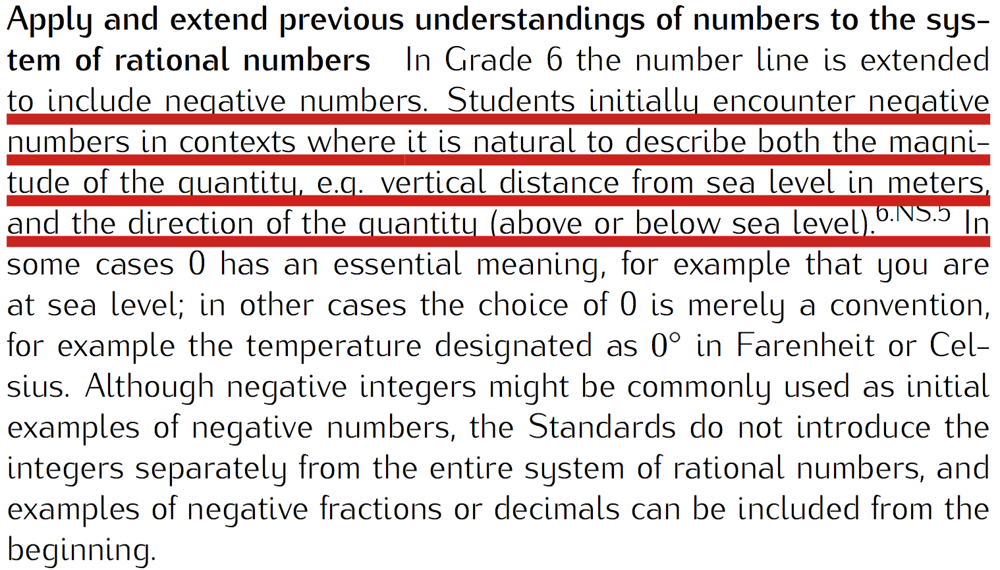 Apply and extend previous understandings of numbers to the sys-
tem of rational numbers In Grade 6 the number line is extended
to include negative numbers. Students initially encounter negative
numbers in contexts where it is natural to describe both the magni-
tude of the quantity, e.g. vertical distance from sea level in meters,
and the direction of the quantity (above or below sea level).6.NS.5 In
some cases 0 has an essential meaning, for example that you are
at sea level; in other cases the choice of 0 is merely a convention,
for example the temperature designated as 0° in Farenheit or Cel-
sius. Although negative integers might be commonly used as initial
examples of negative numbers, the Standards do not introduce the
integers separately from the entire system of rational numbers, and
examples of negative fractions or decimals can be included from the
beginning.